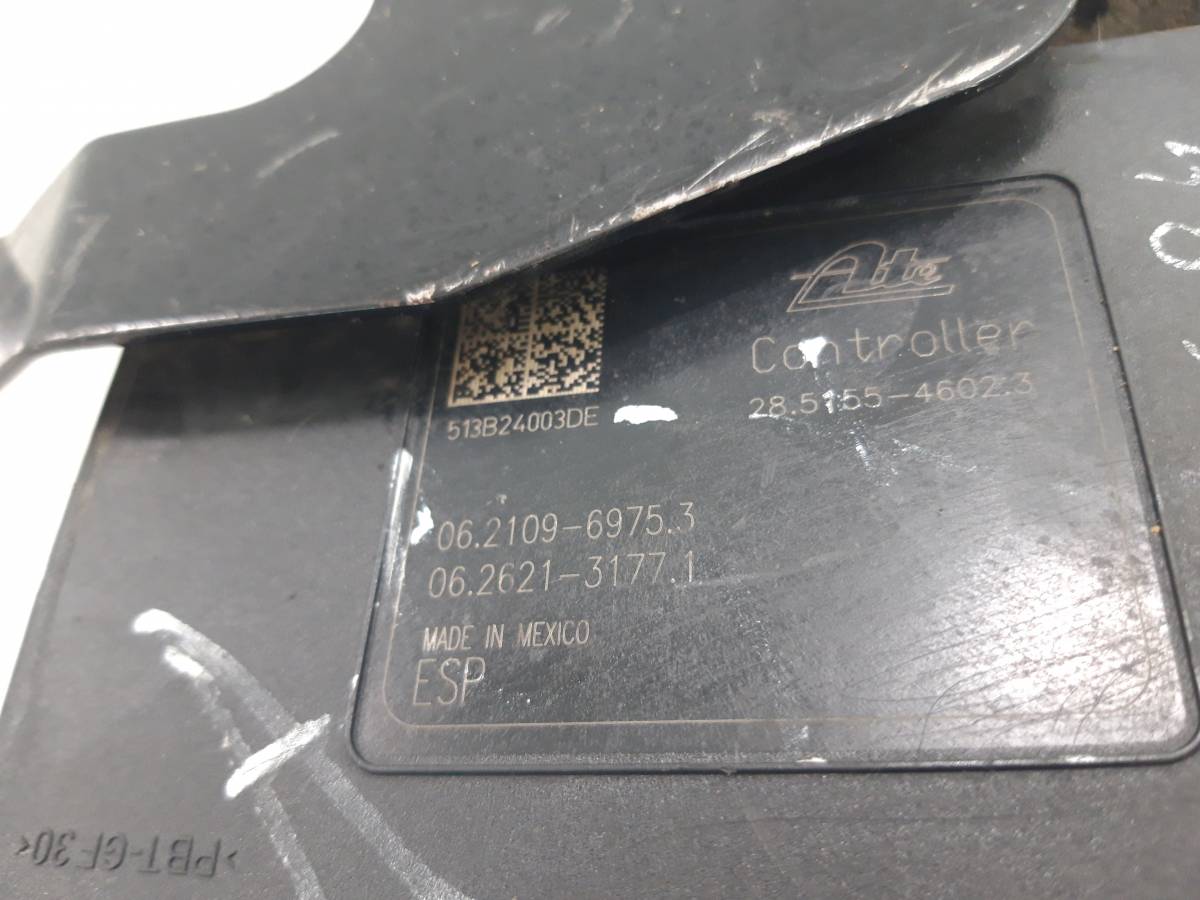 Ate
Controller
28.5155-4602.3
513B24003DE
06.2109-6975.3
06.2621-3177.1
MADE IN MEXICO
ESP
>PBT-GF30<